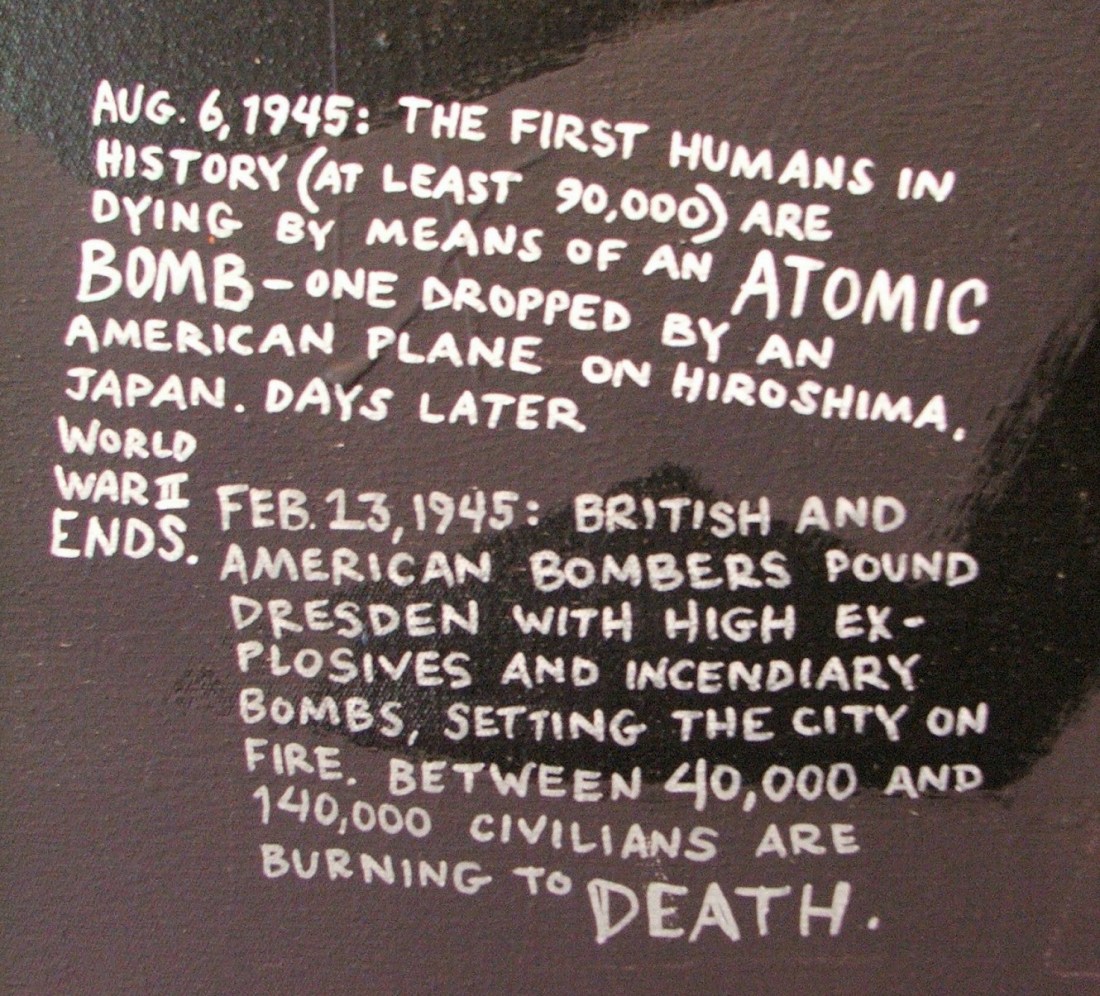 AUG. 6, 1945: THE FIRST HUMANS IN
HISTORY (AT LEAST 90,000) ARE
DYING BY MEANS OF AN ATOMIC
BOMB - ONE DROPPED BY AN
AMERICAN PLANE ON HIROSHIMA,
JAPAN. DAYS LATER
WORLD
WAR II
ENDS.
FEB. 13, 1945: BRITISH AND
AMERICAN BOMBERS POUND
DRESDEN WITH HIGH EX-
PLOSIVES AND INCENDIARY
BOMBS, SETTING THE CITY ON
FIRE. BETWEEN 40,000 AND
140,000 CIVILIANS ARE
BURNING TO DEATH.